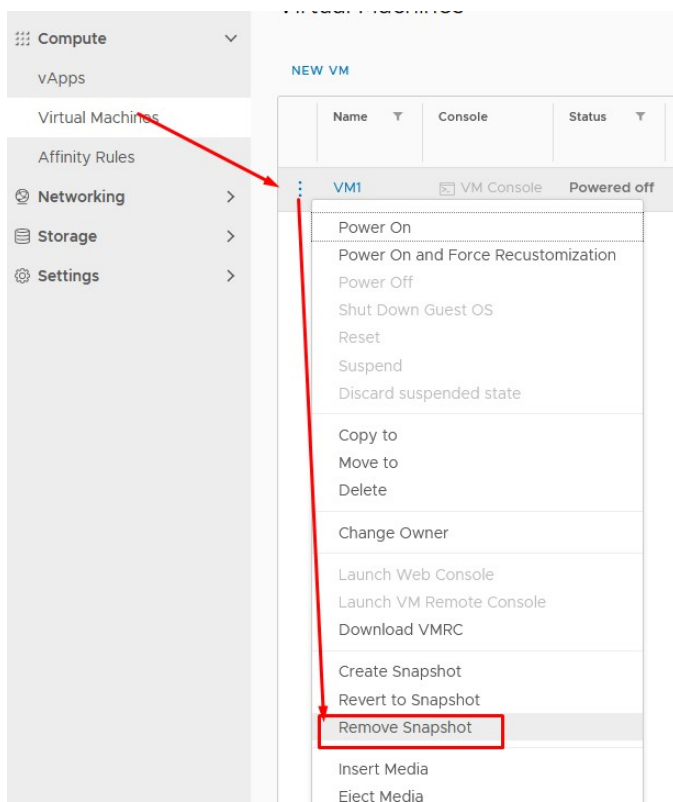 Virtual Machines
Compute
vApps
Virtual Machines
Affinity Rules
Networking
Storage
Settings
NEW VM
Name Console Status
VM1 VM Console Powered off
Power On
Power On and Force Recustomization
Power Off
Shut Down Guest OS
Reset
Suspend
Discard suspended state
Copy to
Move to
Delete
Change Owner
Launch Web Console
Launch VM Remote Console
Download VMRC
Create Snapshot
Revert to Snapshot
Remove Snapshot
Insert Media
Eject Media